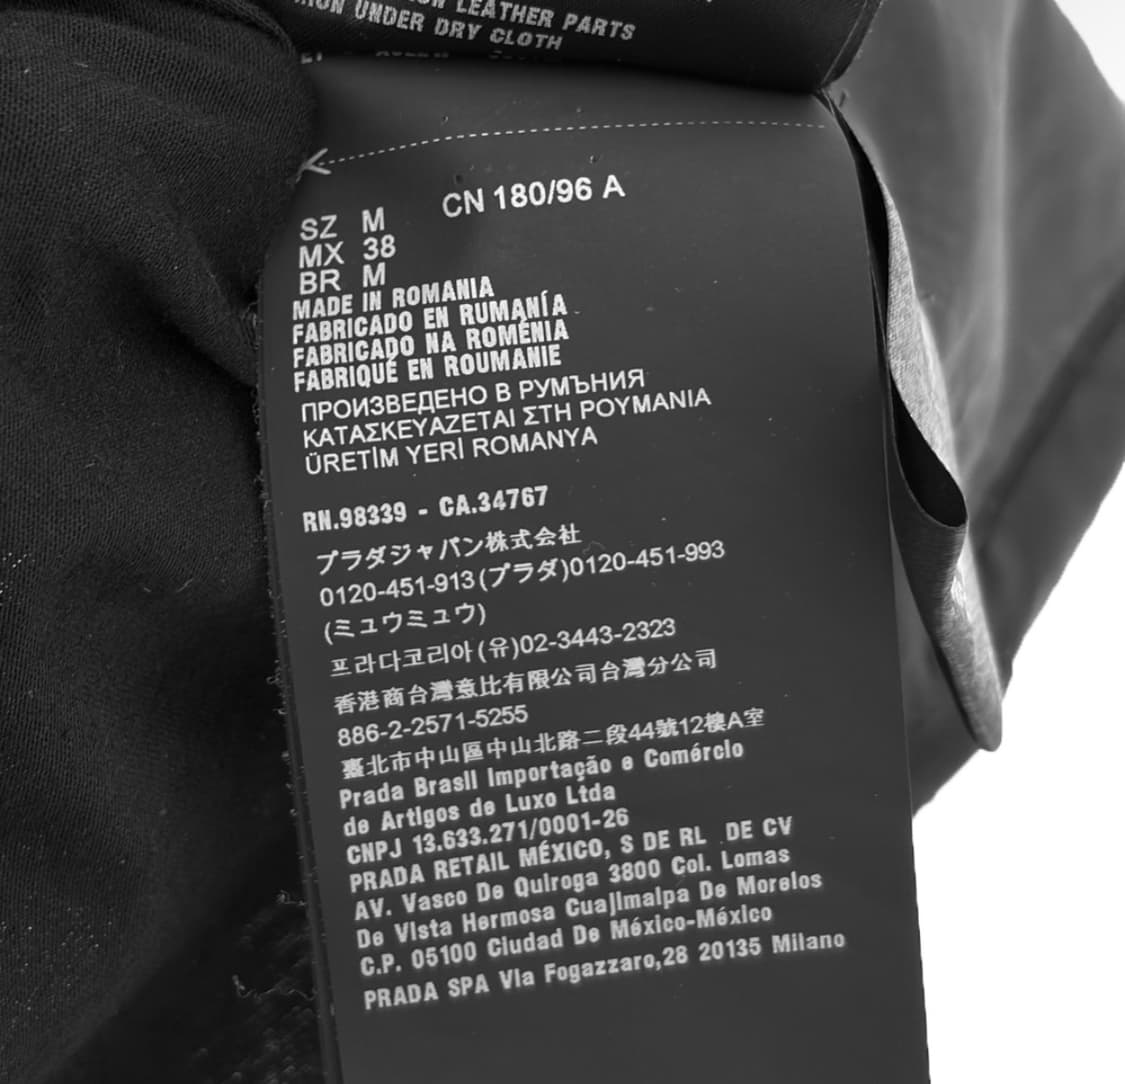 LEATHER PARTS
UNDER DRY CLOTH
CN 180/96 A
SZ M
MX 38
BR M
MADE IN ROMANIA
FABRICADO EN RUMANÍA
FABRICADO NA ROMÉNIA
FABRIQUÉ EN ROUMANIE
ПРОИЗВЕДЕНО В РУМЪНИЯ
ΚΑΤΑΣΚΕΥΑΖΕΤΑΙ ΣΤΗ ΡΟΥΜΑΝΙΑ
ÜRETİM YERİ ROMANYA
RN.98339 - CA.34767
プラダジャパン株式会社
0120-451-913(プラダ)0120-451-993
(ミュウミュウ)
프라다코리아(유)02-3443-2323
香港商台灣意比有限公司台灣分公司
886-2-2571-5255
臺北市中山區中山北路二段44號12樓A室
Prada Brasil Importação e Comércio
de Artigos de Luxo Ltda
CNPJ 13.633.271/0001-26
PRADA RETAIL MÉXICO, S DE RL DE CV
AV. Vasco De Quiroga 3800 Col. Lomas
De Vista Hermosa Cuajimalpa De Morelos
C.P. 05100 Ciudad De México-México
PRADA SPA Via Fogazzaro,28 20135 Milano